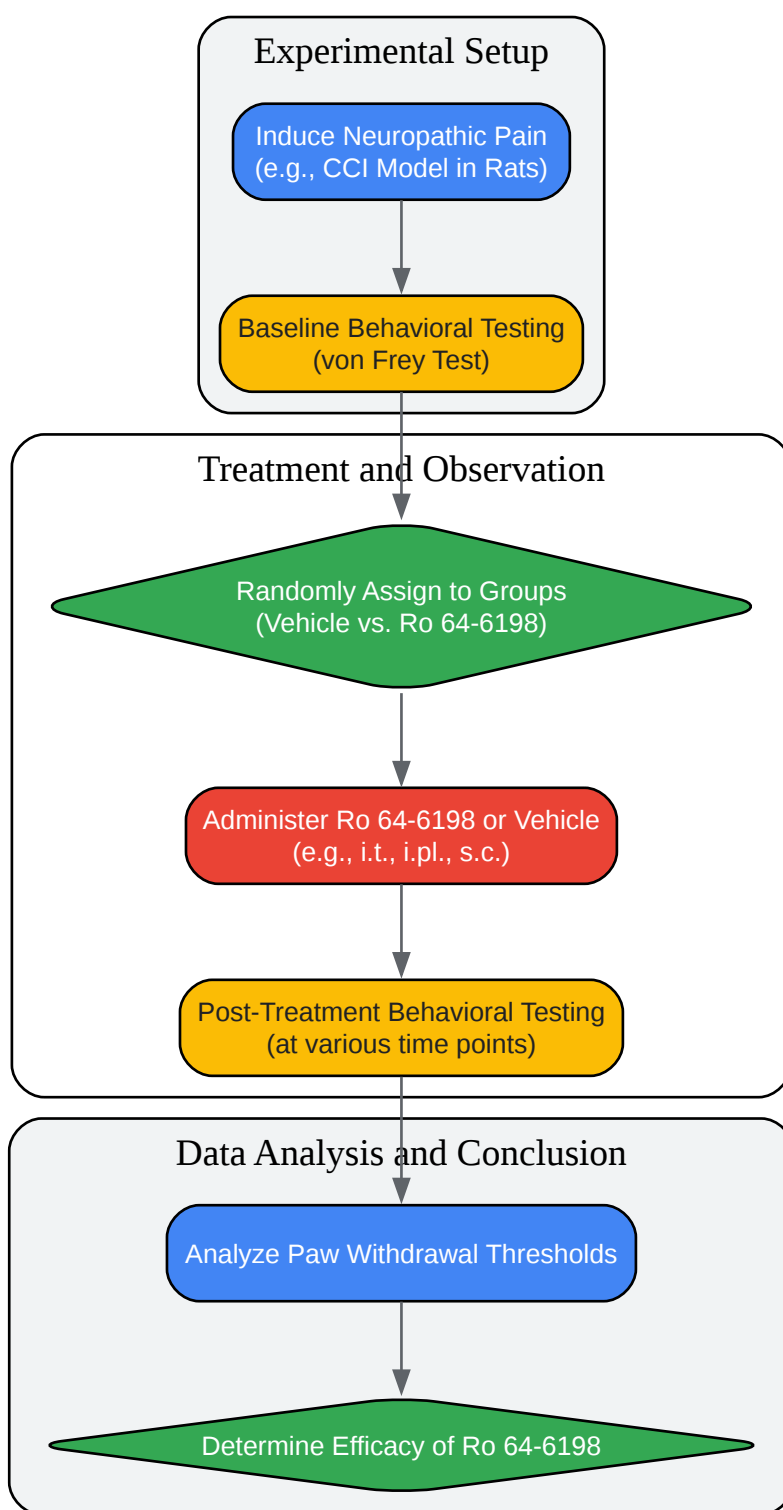 Experimental Setup
Induce Neuropathic Pain
(e.g., CCI Model in Rats)
Baseline Behavioral Testing
(von Frey Test)
Treatment and Observation
Randomly Assign to Groups
(Vehicle vs. Ro 64-6198)
Administer Ro 64-6198 or Vehicle
(e.g., i.t., i.pl., s.c.)
Post-Treatment Behavioral Testing
(at various time points)
Data Analysis and Conclusion
Analyze Paw Withdrawal Thresholds
Determine Efficacy of Ro 64-6198